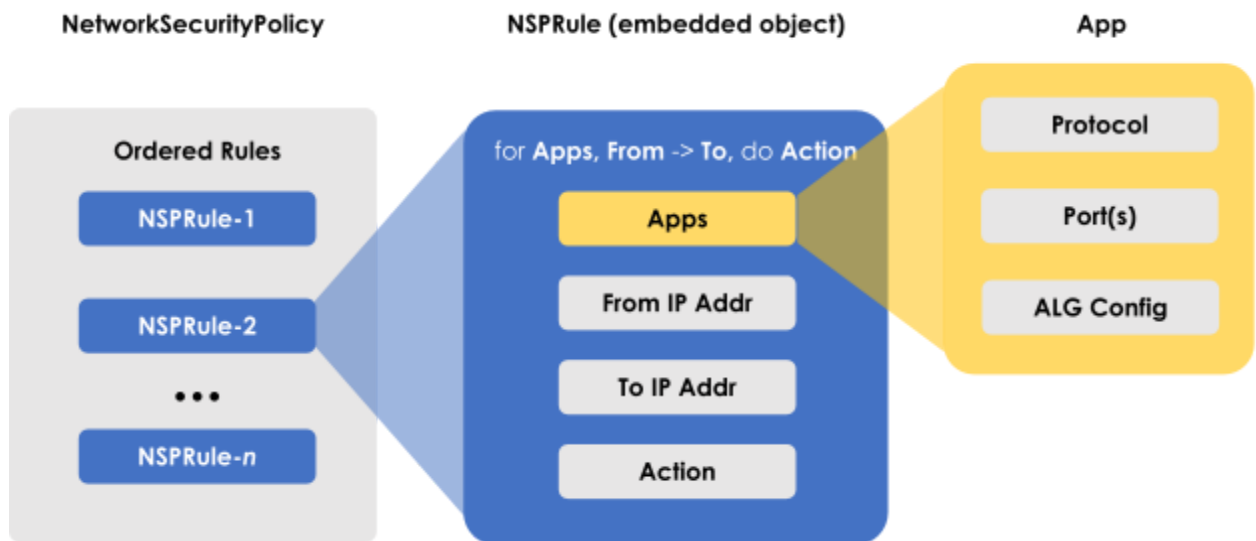 NetworkSecurityPolicy
NSPRule (embedded object)
App
Ordered Rules
NSPRule-1
NSPRule-2
•••
NSPRule-n
for Apps, From -> To, do Action
Apps
From IP Addr
To IP Addr
Action
Protocol
Port(s)
ALG Config